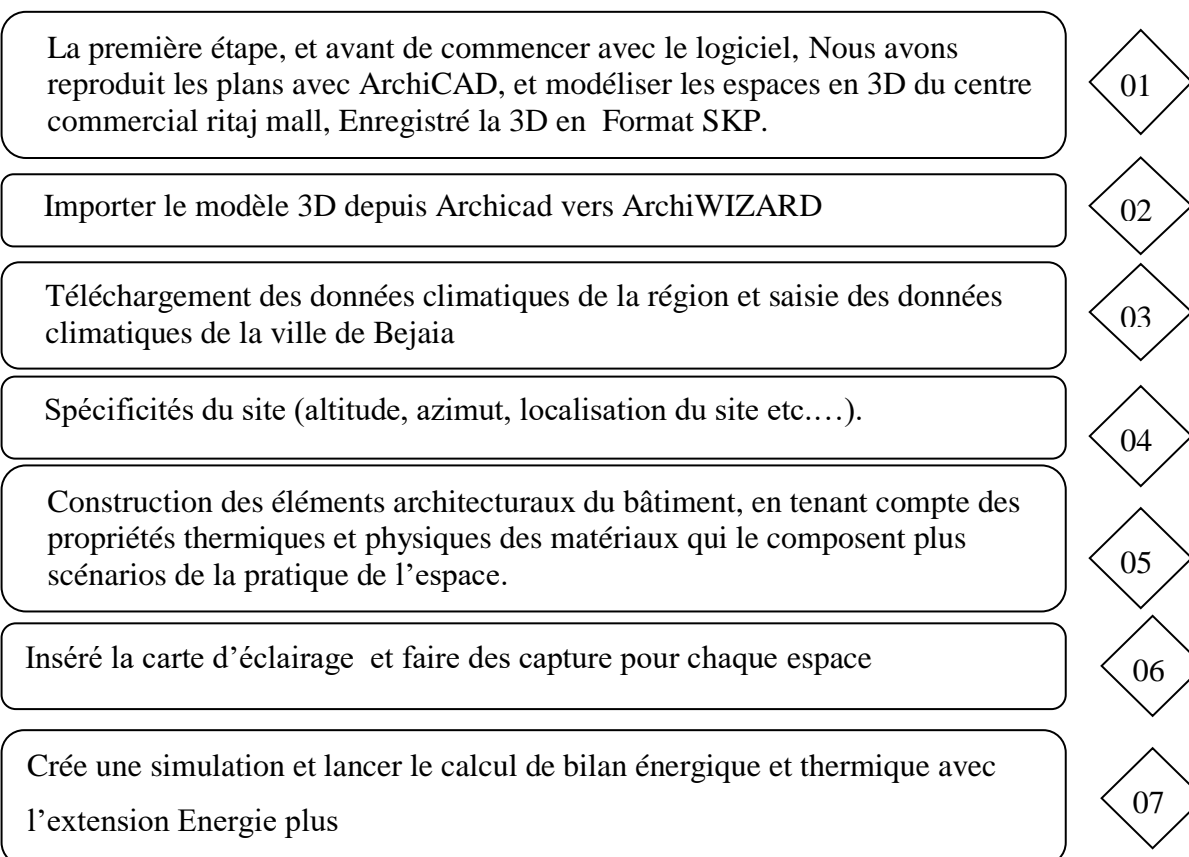 La première étape, et avant de commencer avec le logiciel, Nous avons
reproduit les plans avec ArchiCAD, et modéliser les espaces en 3D du centre
commercial ritaj mall, Enregistré la 3D en Format SKP.
01
Importer le modèle 3D depuis Archicad vers ArchiWIZARD
02
Téléchargement des données climatiques de la région et saisie des données
climatiques de la ville de Bejaia
03
Spécificités du site (altitude, azimut, localisation du site etc.…).
04
Construction des éléments architecturaux du bâtiment, en tenant compte des
propriétés thermiques et physiques des matériaux qui le composent plus
scénarios de la pratique de l’espace.
05
Inséré la carte d’éclairage et faire des capture pour chaque espace
06
Crée une simulation et lancer le calcul de bilan énergique et thermique avec
l’extension Energie plus
07